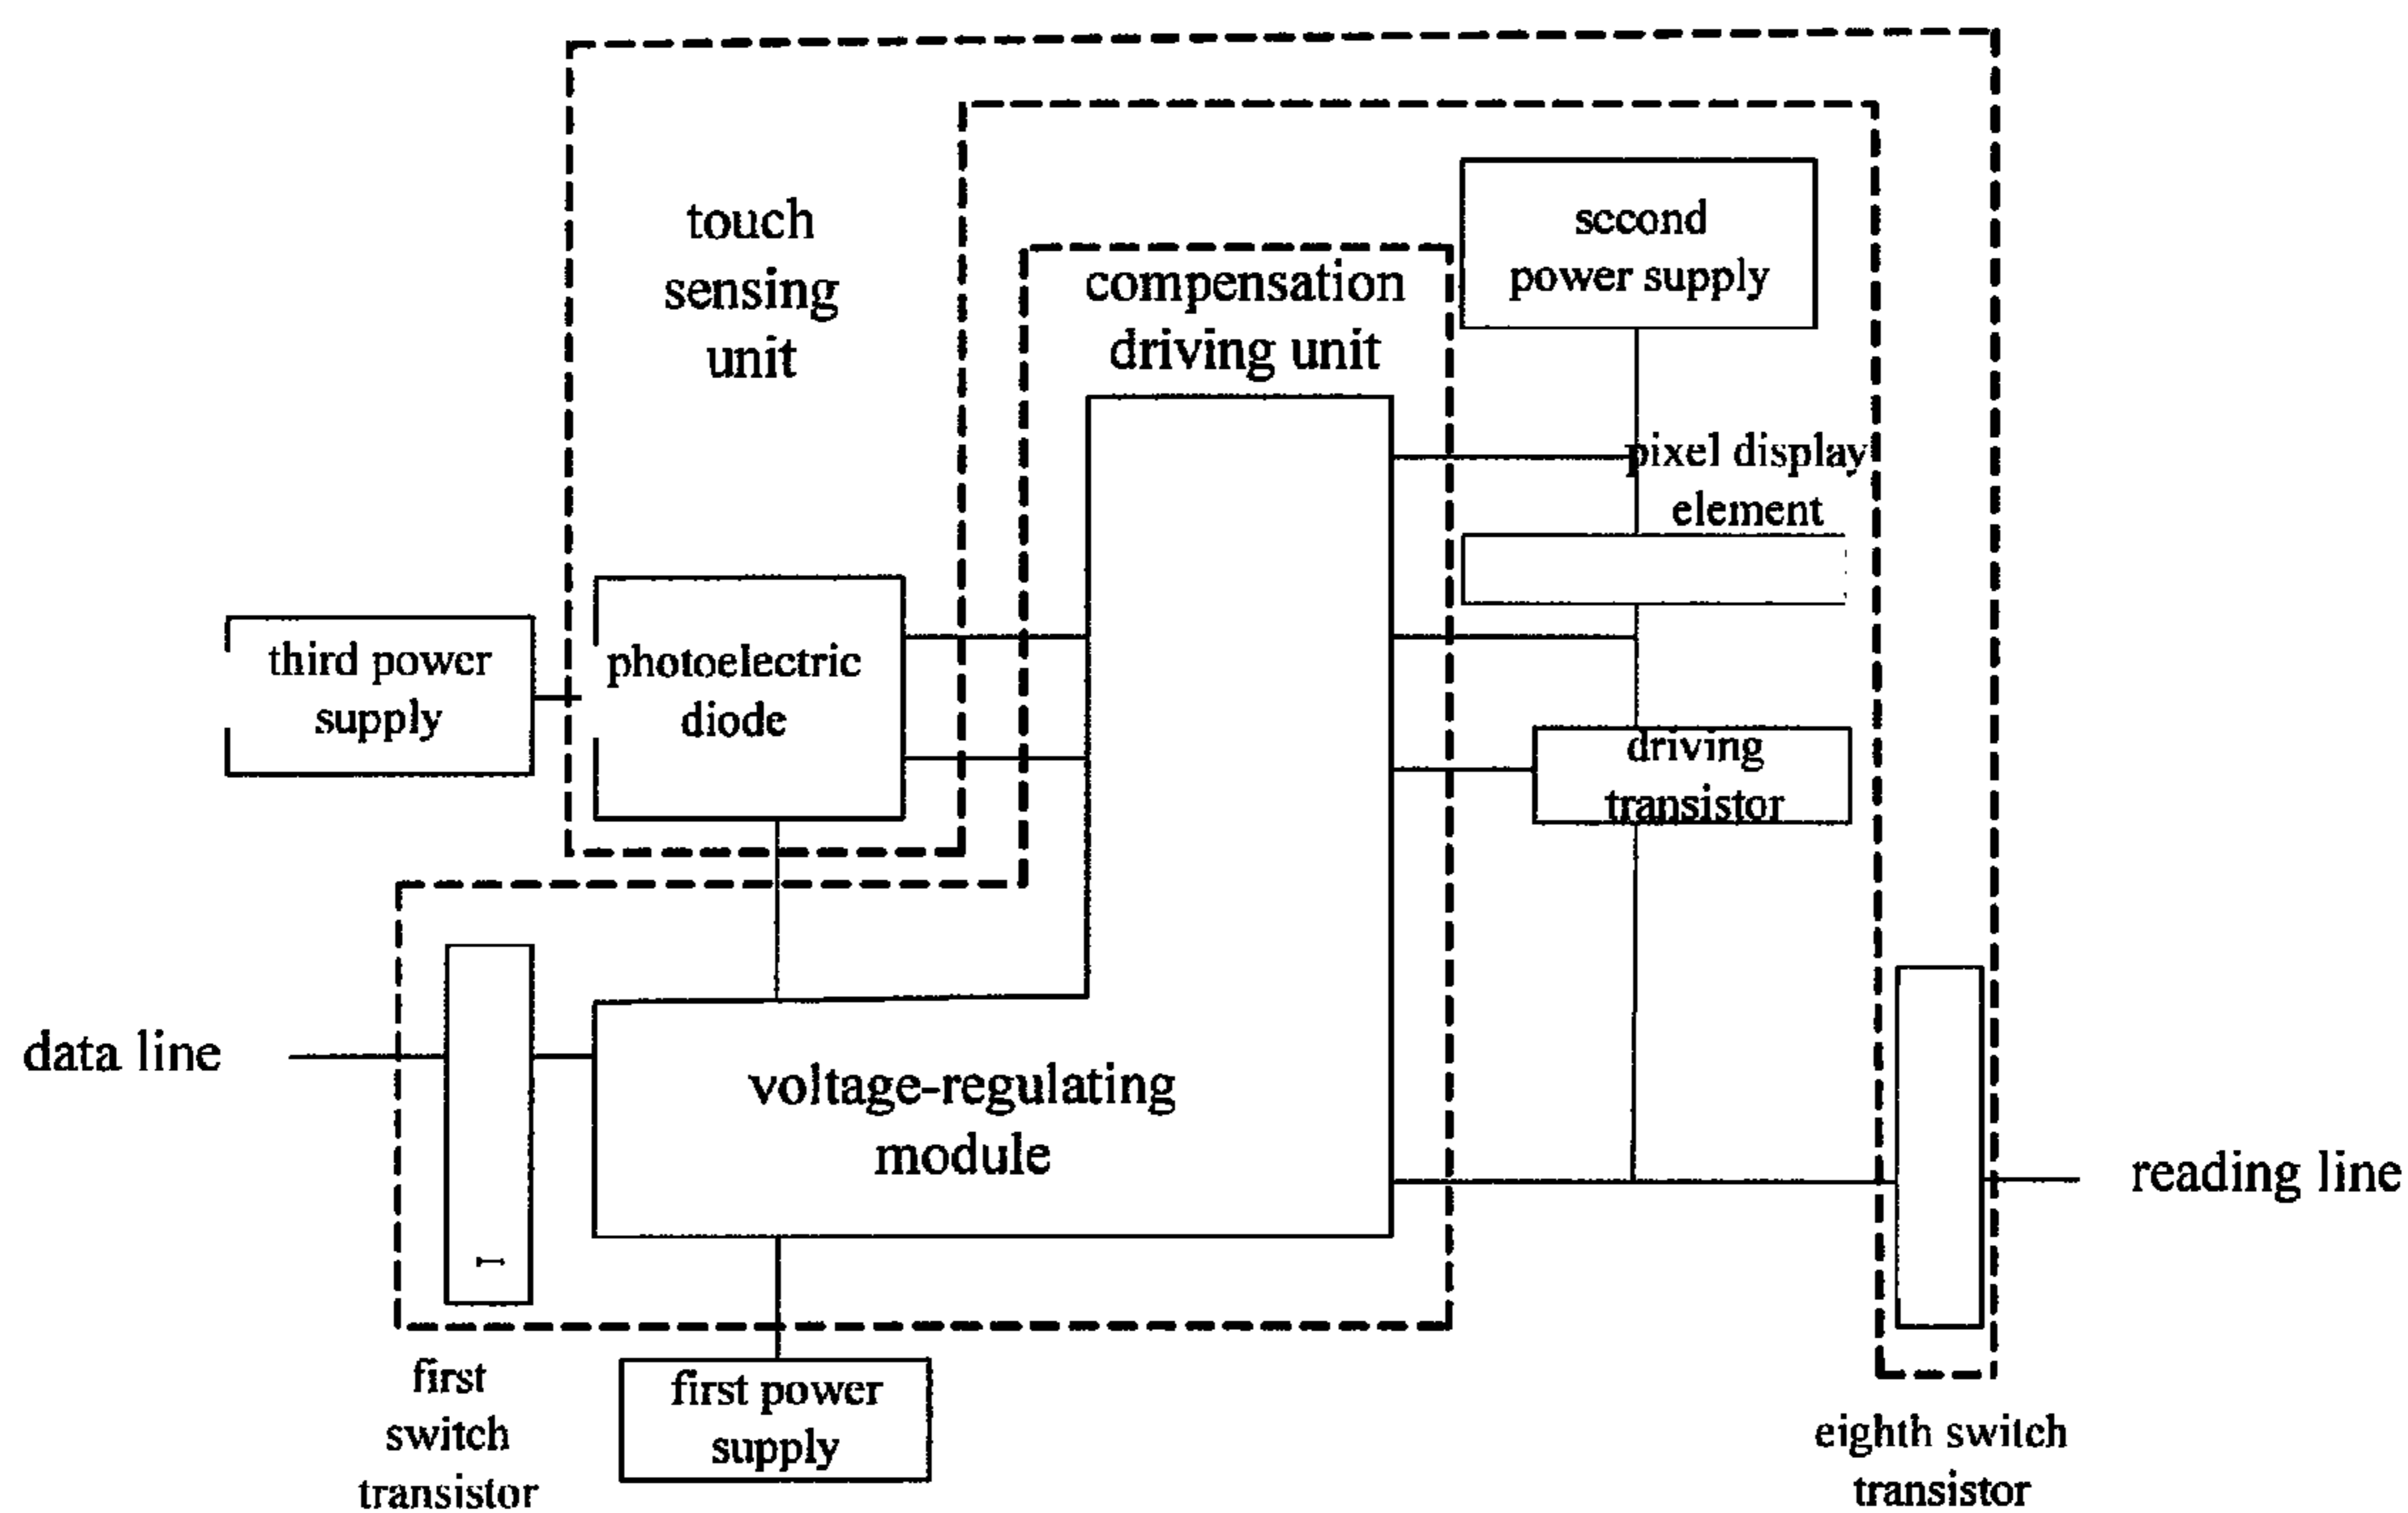 touch
sensing
unit
compensation
driving unit
second
power supply
pixel display
element
third power
supply
photoelectric
diode
driving
transistor
data line
voltage-regulating
module
reading line
first
switch
transistor
first power
supply
eighth switch
transistor